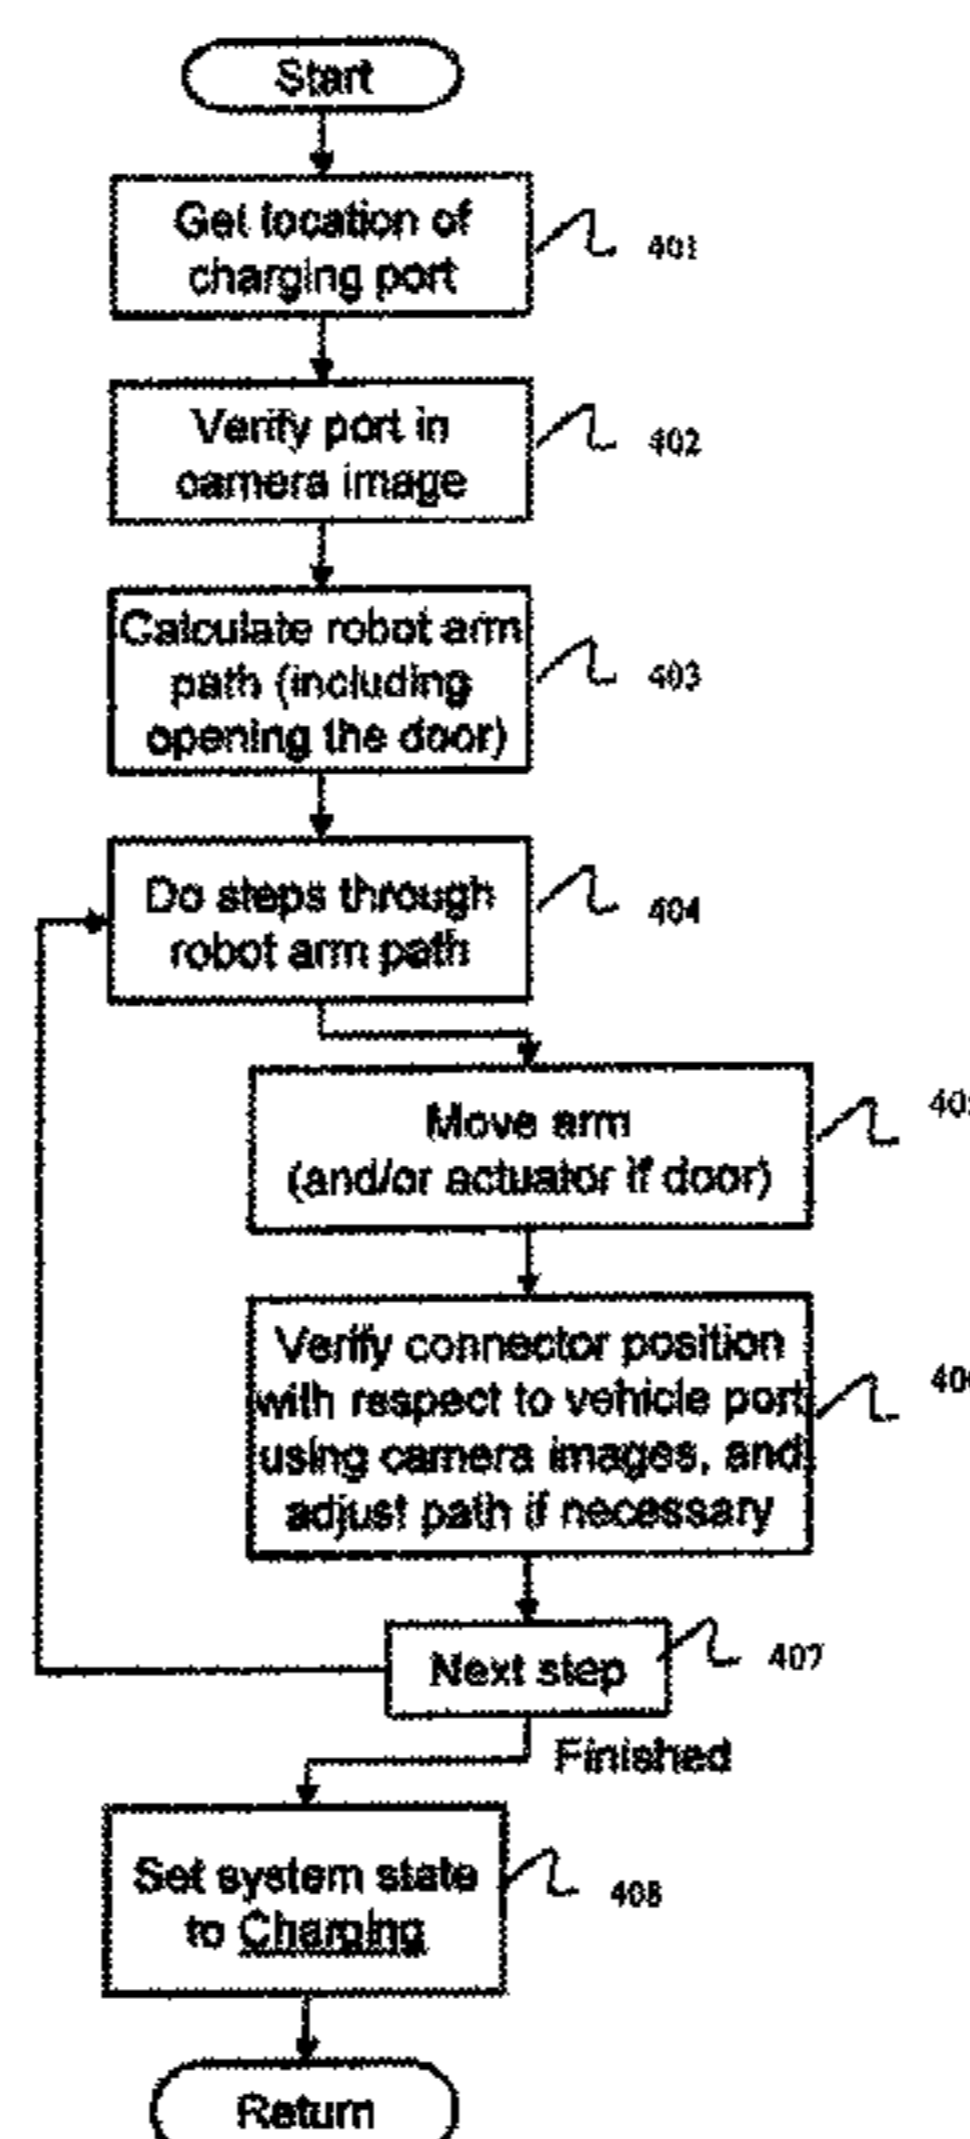 Start
Get location of
charging port
401
Verify port in
camera image
402
Calculate robot arm
path (including
opening the door)
403
Do steps through
robot arm path
404
Move arm
(and/or actuator if door)
Verify connector position
with respect to vehicle port
using camera images, and
adjust path if necessary
Next step
407
Finished
Set system state
to Charging
408
Return